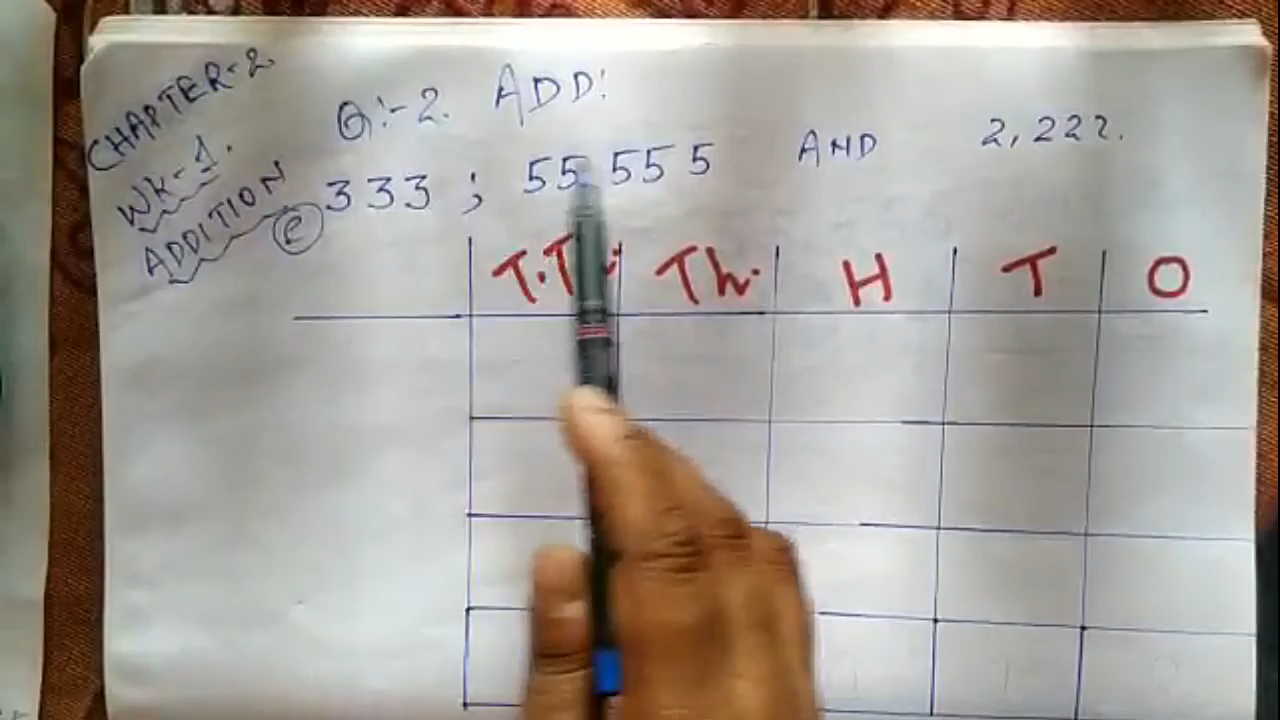 CHAPTER-2
WK-1.
ADDITION
Q:-2. ADD:
(e) 333 ; 55,555 AND 2,222.
T.Th. Th. H T O